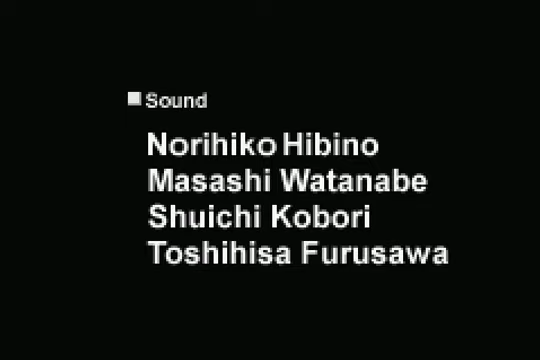 ■ Sound
Norihiko Hibino
Masashi Watanabe
Shuichi Kobori
Toshihisa Furusawa